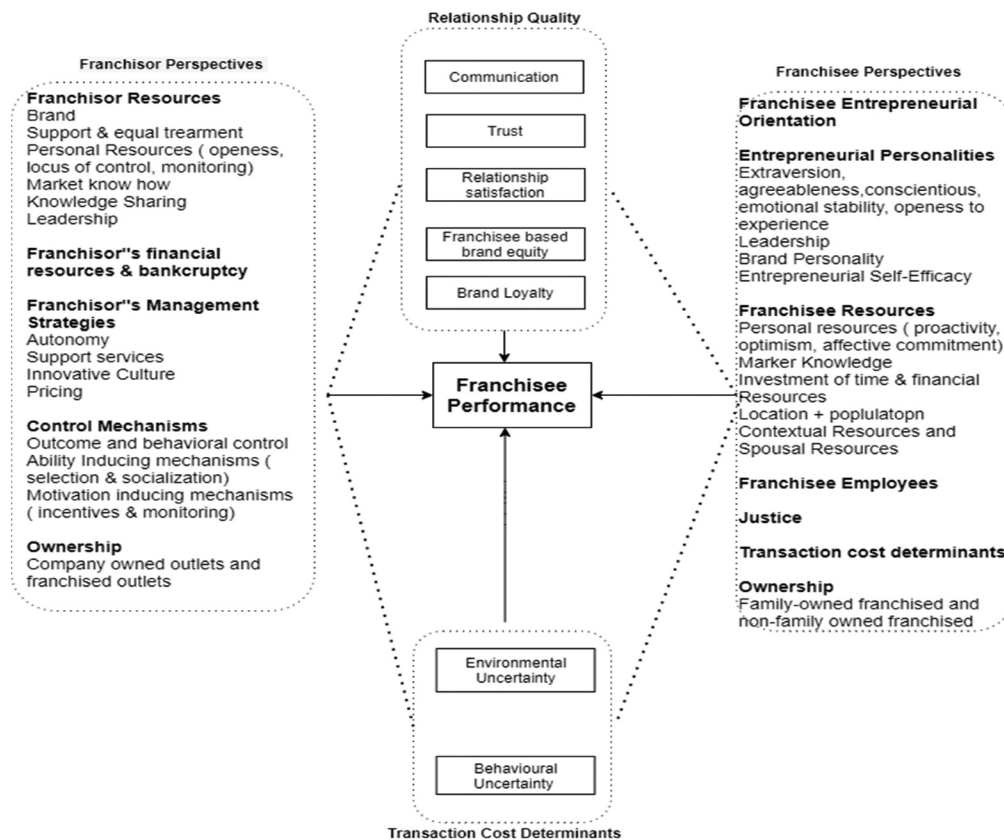 Relationship Quality
Franchisor Perspectives
Franchisor Resources
Brand
Support & equal trearment
Personal Resources ( openess,
locus of control, monitoring)
Market know how
Knowledge Sharing
Leadership
Franchisor"s financial
resources & bankcruptcy
Franchisor"s Management
Strategies
Autonomy
Support services
Innovative Culture
Pricing
Control Mechanisms
Outcome and behavioral control
Ability Inducing mechanisms (
selection & socialization)
Motivation inducing mechanisms
( incentives & monitoring)
Ownership
Company owned outlets and
franchised outlets
Communication
Trust
Relationship
satisfaction
Franchisee based
brand equity
Brand Loyalty
Franchisee
Performance
Environmental
Uncertainty
Behavioural
Uncertainty
Transaction Cost Determinants
Franchisee Perspectives
Franchisee Entrepreneurial
Orientation
Entrepreneurial Personalities
Extraversion,
agreeableness,conscientious,
emotional stability, openess to
experience
Leadership
Brand Personality
Entrepreneurial Self-Efficacy
Franchisee Resources
Personal resources ( proactivity,
optimism, affective commitment)
Marker Knowledge
Investment of time & financial
Resources
Location + poplulatopn
Contextual Resources and
Spousal Resources
Franchisee Employees
Justice
Transaction cost determinants
Ownership
Family-owned franchised and
non-family owned franchised